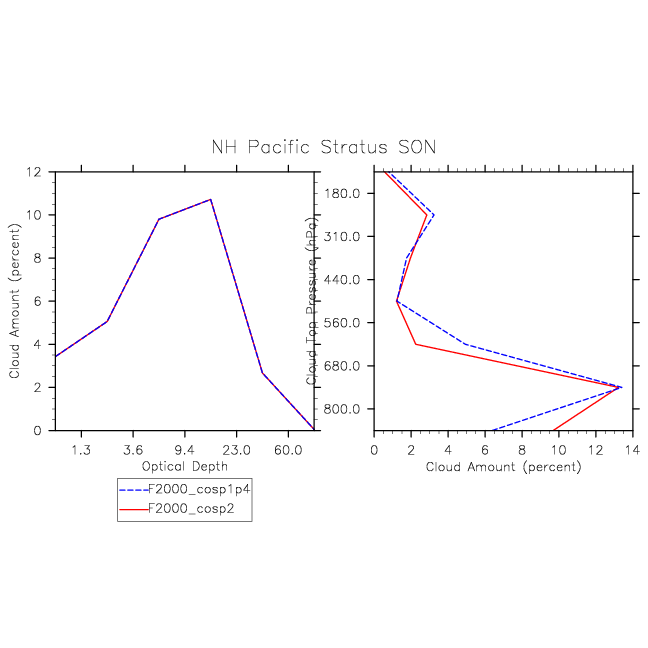 NH Pacific Stratus SON
Cloud Amount (percent)
12
10
8
6
4
2
0
1.3 3.6 9.4 23.0 60.0
Optical Depth
Cloud Top Pressure (hPa)
180.0
310.0
440.0
560.0
680.0
800.0
0 2 4 6 8 10 12 14
Cloud Amount (percent)
F2000_cosp1p4
F2000_cosp2